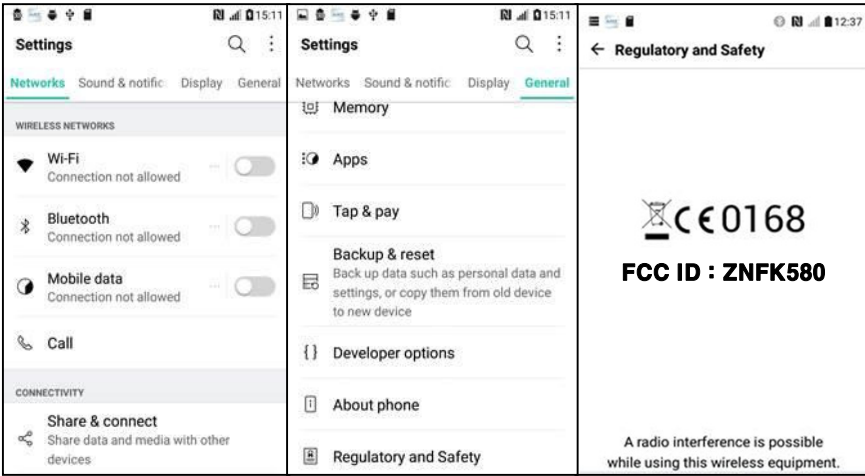 15:11
Settings
Networks Sound & notific Display General
WIRELESS NETWORKS
Wi-Fi
Connection not allowed
Bluetooth
Connection not allowed
Mobile data
Connection not allowed
Call
CONNECTIVITY
Share & connect
Share data and media with other
devices
15:11
Settings
Networks Sound & notific Display General
Memory
Apps
Tap & pay
Backup & reset
Back up data such as personal data and
settings, or copy them from old device
to new device
Developer options
About phone
Regulatory and Safety
12:37
Regulatory and Safety
CE0168
FCC ID : ZNFK580
A radio interference is possible
while using this wireless equipment.